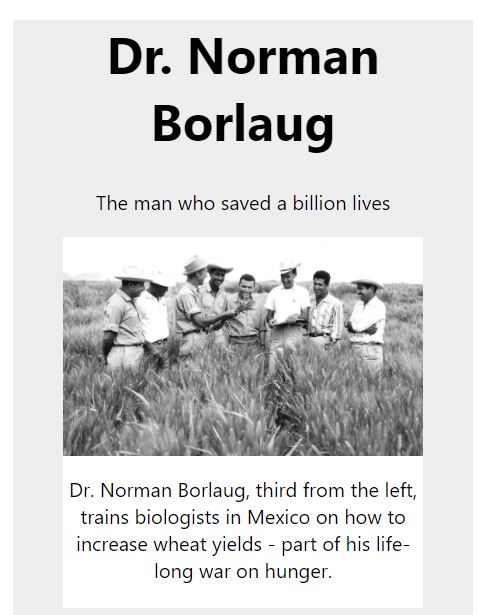 Dr. Norman
Borlaug
The man who saved a billion lives
Dr. Norman Borlaug, third from the left,
trains biologists in Mexico on how to
increase wheat yields - part of his life-
long war on hunger.